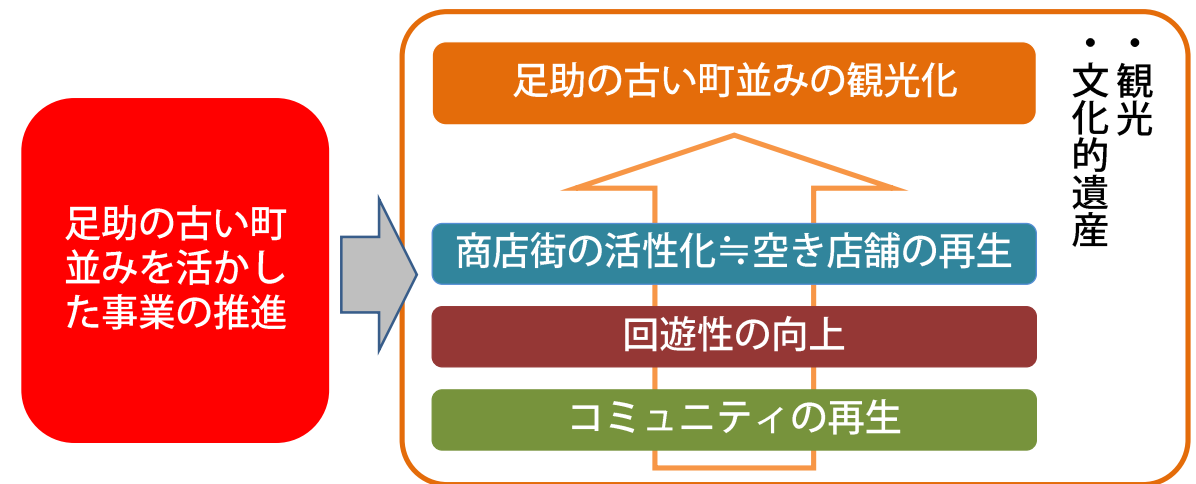 足助の古い町
並みを活かし
た事業の推進
足助の古い町並みの観光化
商店街の活性化≒空き店舗の再生
回遊性の向上
コミュニティの再生
・観光
・文化的遺産